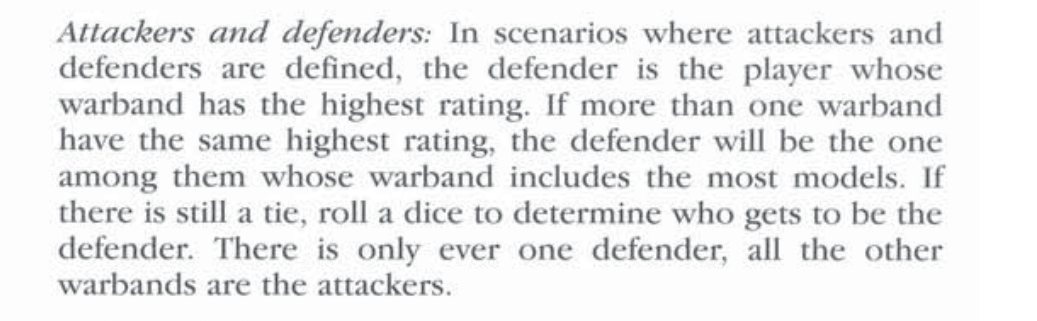 Attackers and defenders: In scenarios where attackers and
defenders are defined, the defender is the player whose
warband has the highest rating. If more than one warband
have the same highest rating, the defender will be the one
among them whose warband includes the most models. If
there is still a tie, roll a dice to determine who gets to be the
defender. There is only ever one defender, all the other
warbands are the attackers.